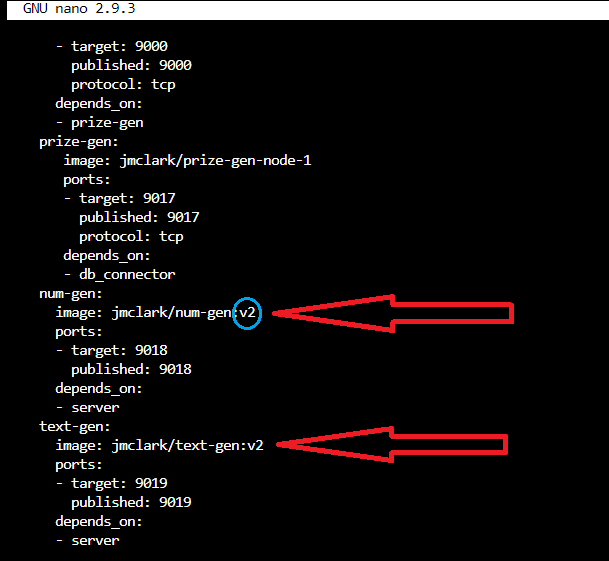 GNU nano 2.9.3
- target: 9000
published: 9000
protocol: tcp
depends_on:
- prize-gen
prize-gen:
image: jmclark/prize-gen-node-1
ports:
- target: 9017
published: 9017
protocol: tcp
depends_on:
- db_connector
num-gen:
image: jmclark/num-gen:v2
ports:
- target: 9018
published: 9018
depends_on:
- server
text-gen:
image: jmclark/text-gen:v2
ports:
- target: 9019
published: 9019
depends_on:
- server